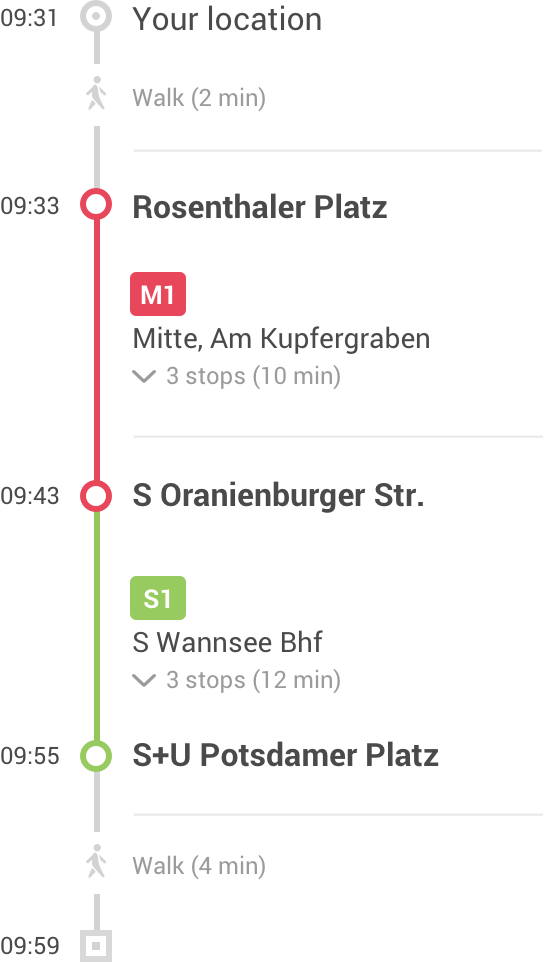 09:31 Your location
Walk (2 min)
09:33 Rosenthaler Platz
M1
Mitte, Am Kupfergraben
3 stops (10 min)
09:43 S Oranienburger Str.
S1
S Wannsee Bhf
3 stops (12 min)
09:55 S+U Potsdamer Platz
Walk (4 min)
09:59